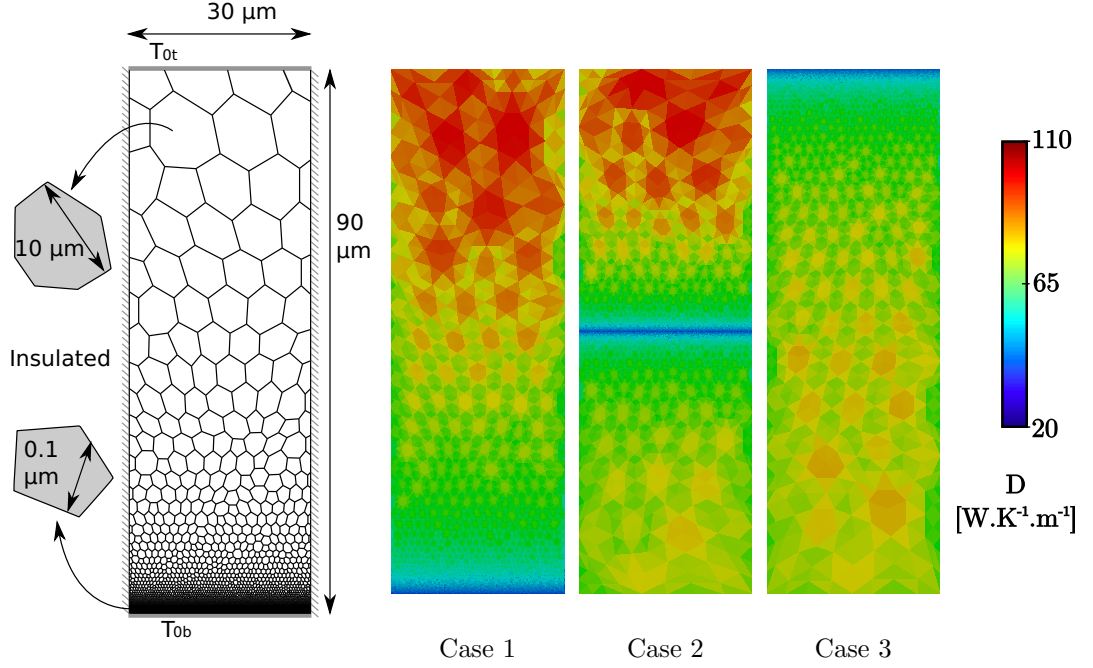 30 µm
T0t
10 µm
90
µm
Insulated
0.1
µm
T0b
110
65
20
D
[W.K-1.m-1]
Case 1
Case 2
Case 3